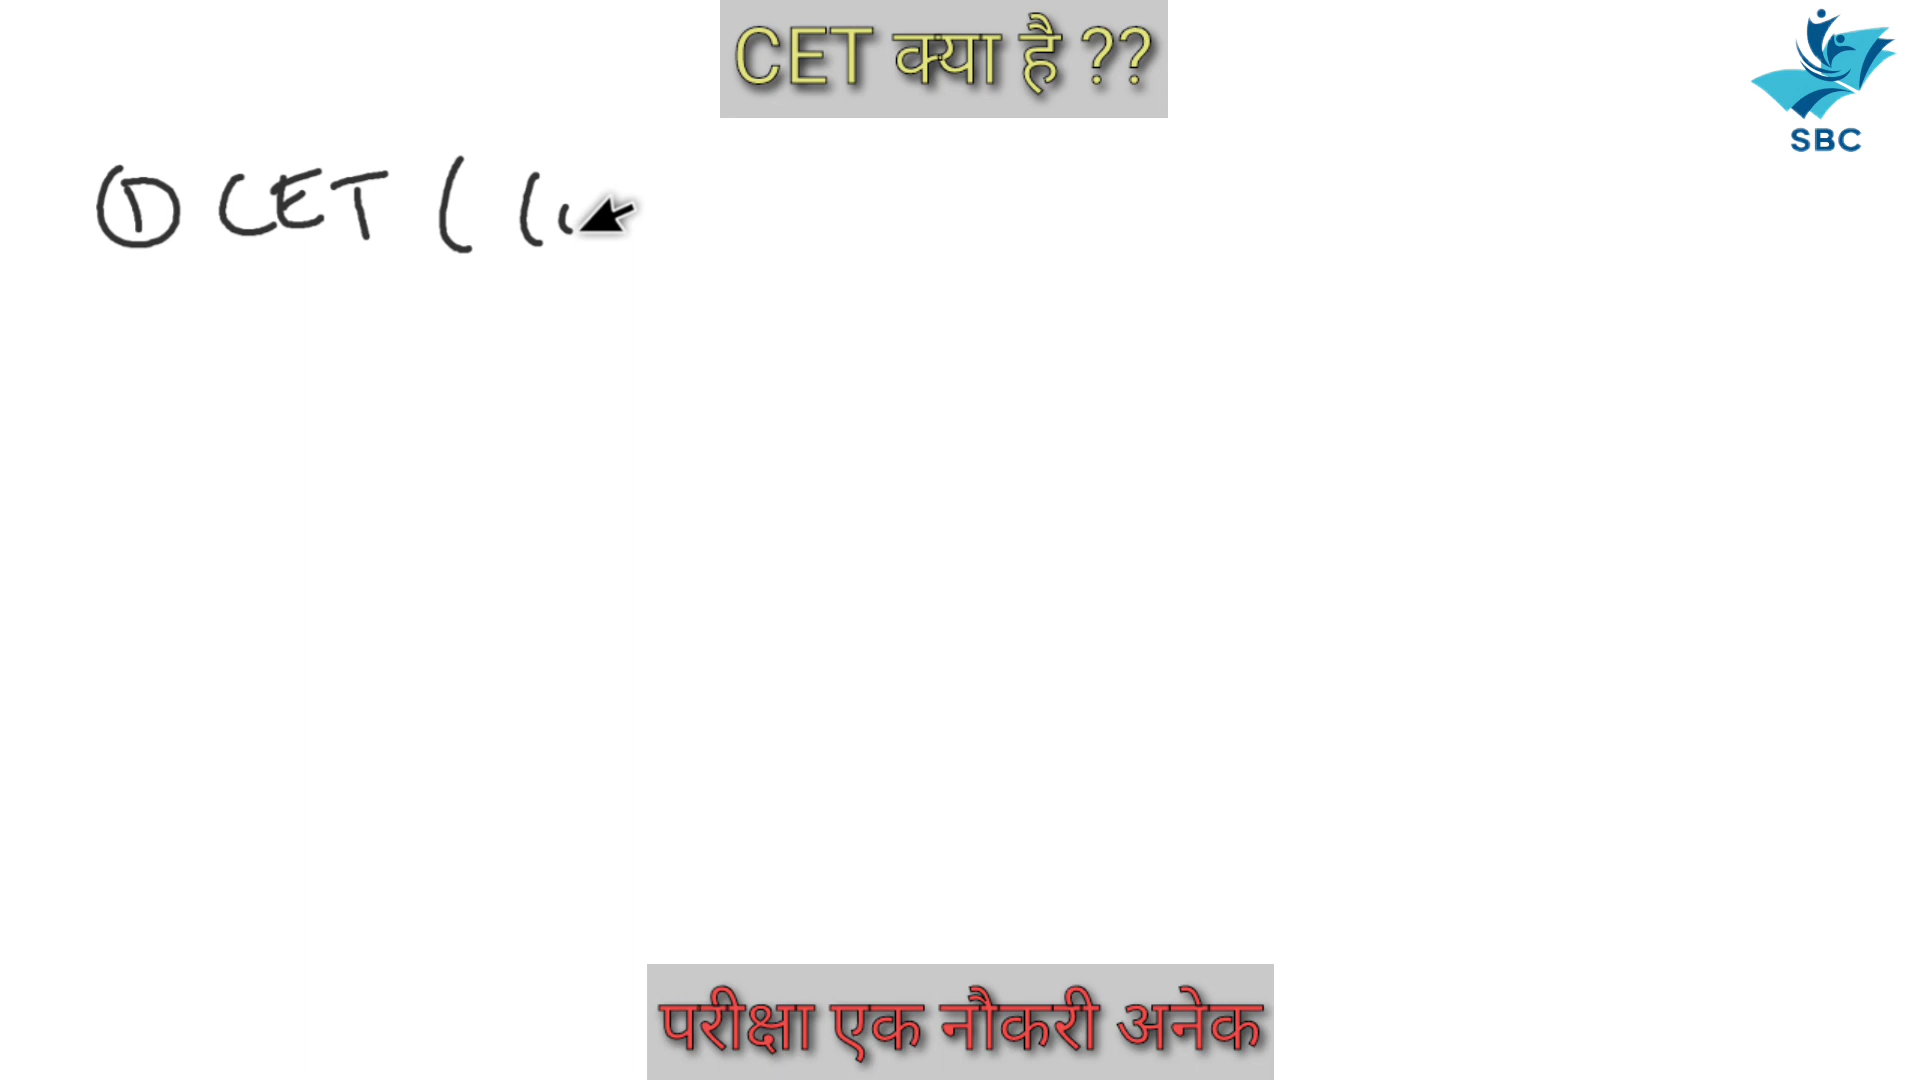 CET क्या है ??
SBC
① CET (
परीक्षा एक नौकरी अनेक